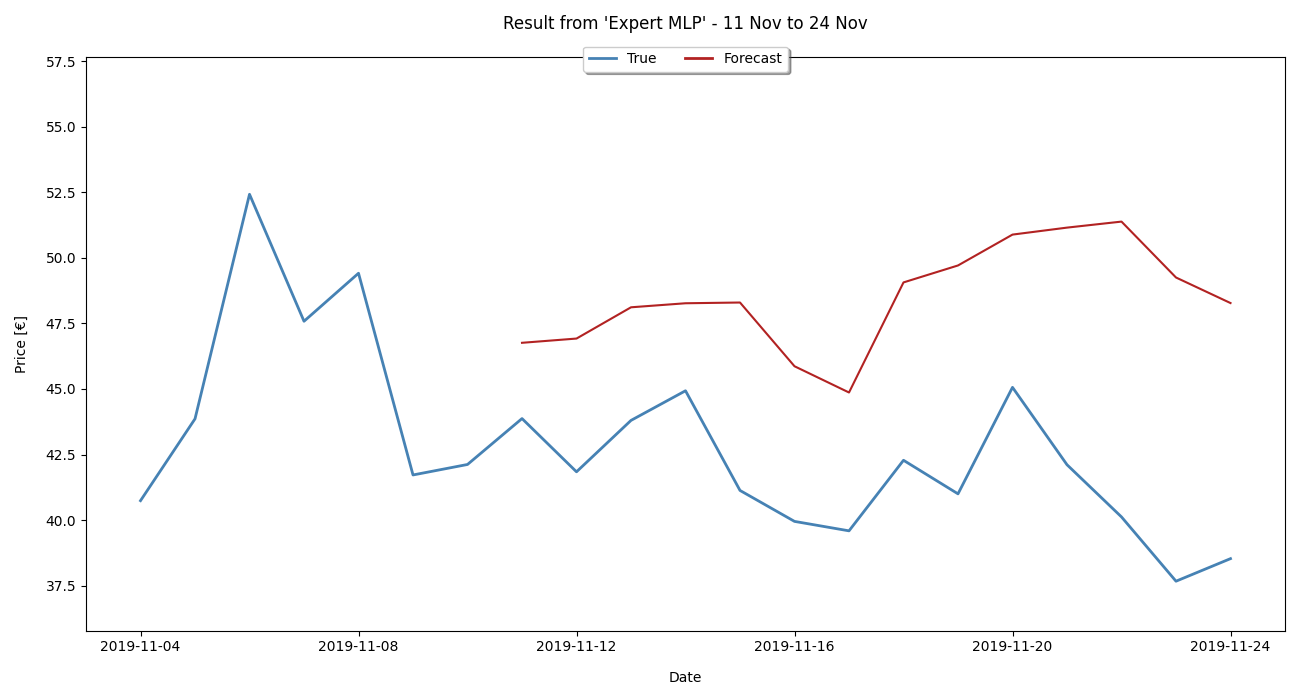 Result from 'Expert MLP' - 11 Nov to 24 Nov
True Forecast
57.5
55.0
52.5
50.0
47.5
45.0
42.5
40.0
37.5
Price [€]
2019-11-04 2019-11-08 2019-11-12 2019-11-16 2019-11-20 2019-11-24
Date